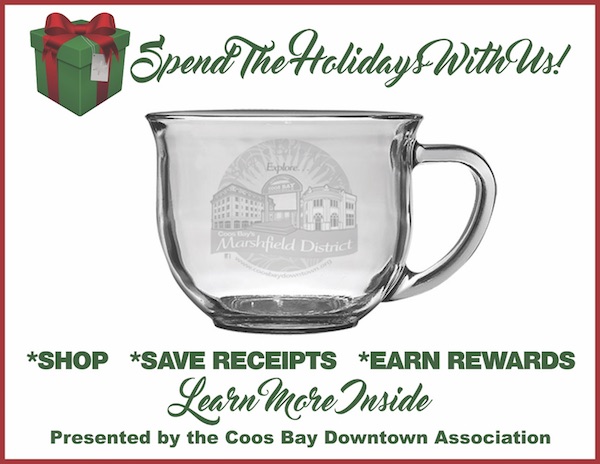 Spend The Holidays With Us!
Explore
Coos Bay's
Marshfield District
*SHOP *SAVE RECEIPTS *EARN REWARDS
Learn More Inside
Presented by the Coos Bay Downtown Association